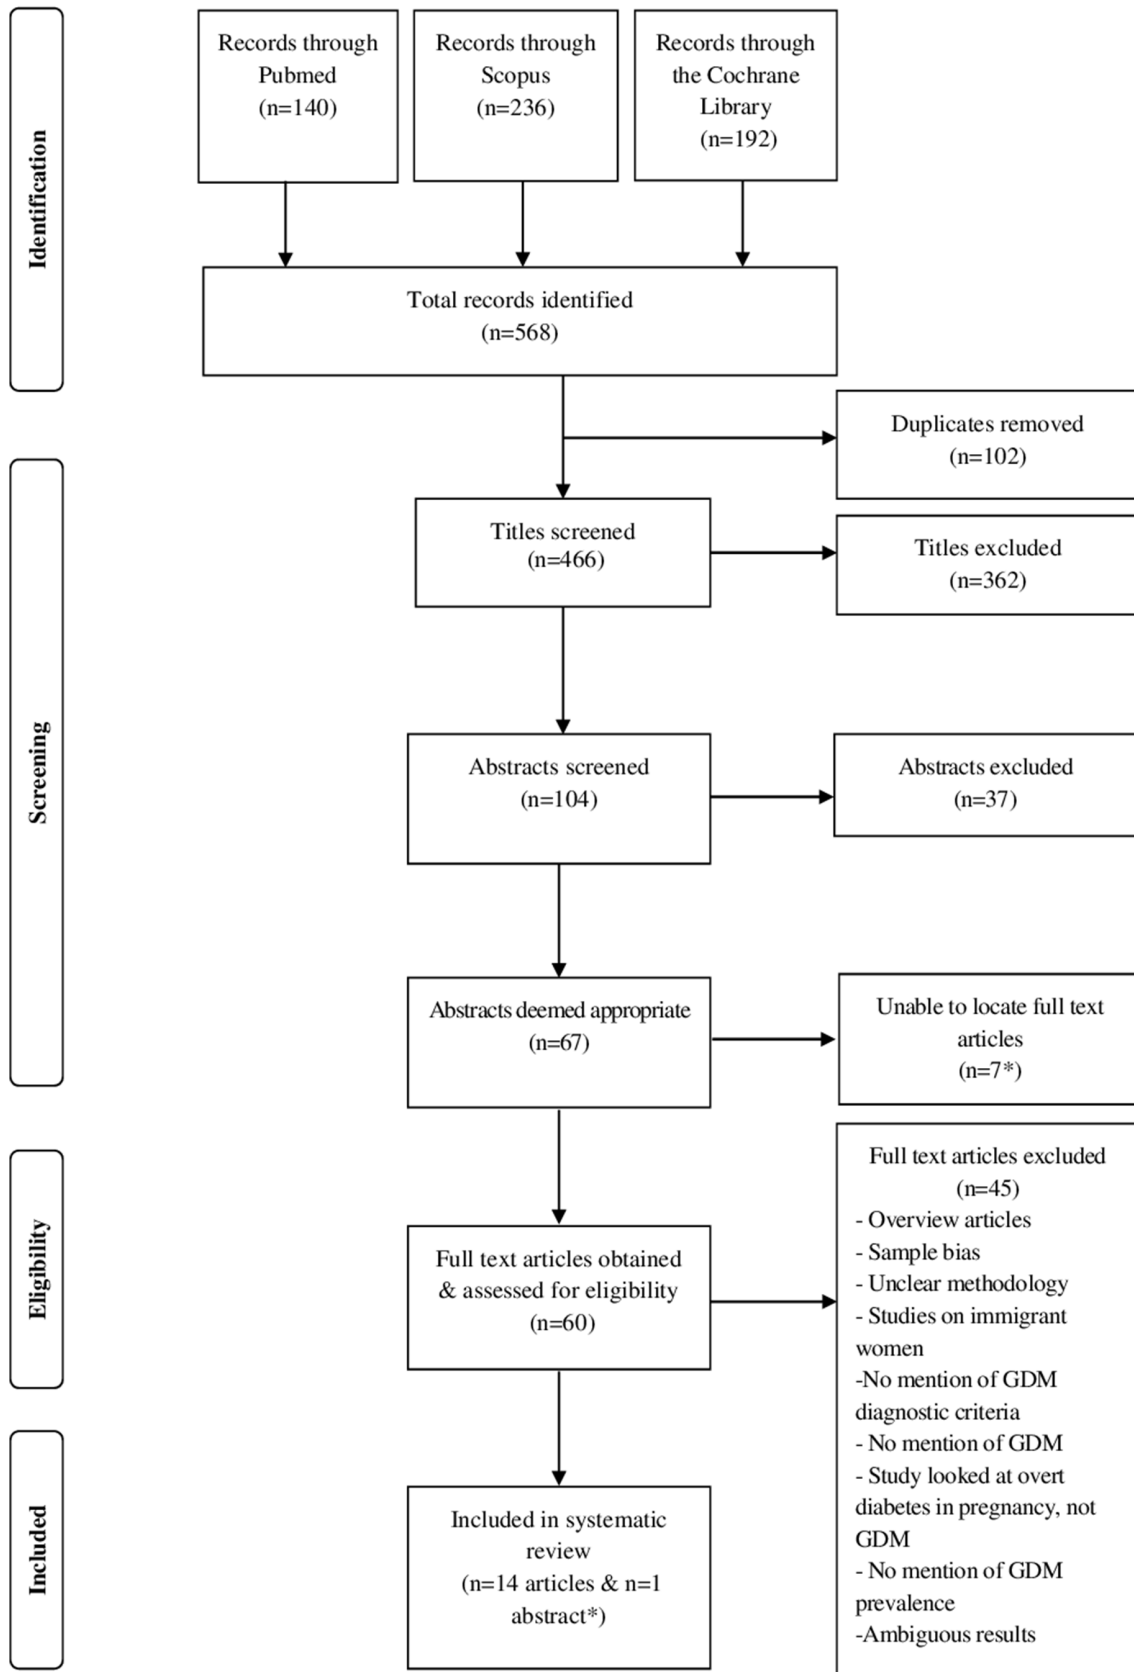 Identification
Records through
Pubmed
(n=140)
Records through
Scopus
(n=236)
Records through
the Cochrane
Library
(n=192)
Total records identified
(n=568)
Duplicates removed
(n=102)
Screening
Titles screened
(n=466)
Titles excluded
(n=362)
Abstracts screened
(n=104)
Abstracts excluded
(n=37)
Abstracts deemed appropriate
(n=67)
Unable to locate full text
articles
(n=7*)
Eligibility
Full text articles obtained
& assessed for eligibility
(n=60)
Full text articles excluded
(n=45)
- Overview articles
- Sample bias
- Unclear methodology
- Studies on immigrant
women
-No mention of GDM
diagnostic criteria
- No mention of GDM
- Study looked at overt
diabetes in pregnancy, not
GDM
- No mention of GDM
prevalence
-Ambiguous results
Included
Included in systematic
review
(n=14 articles & n=1
abstract*)